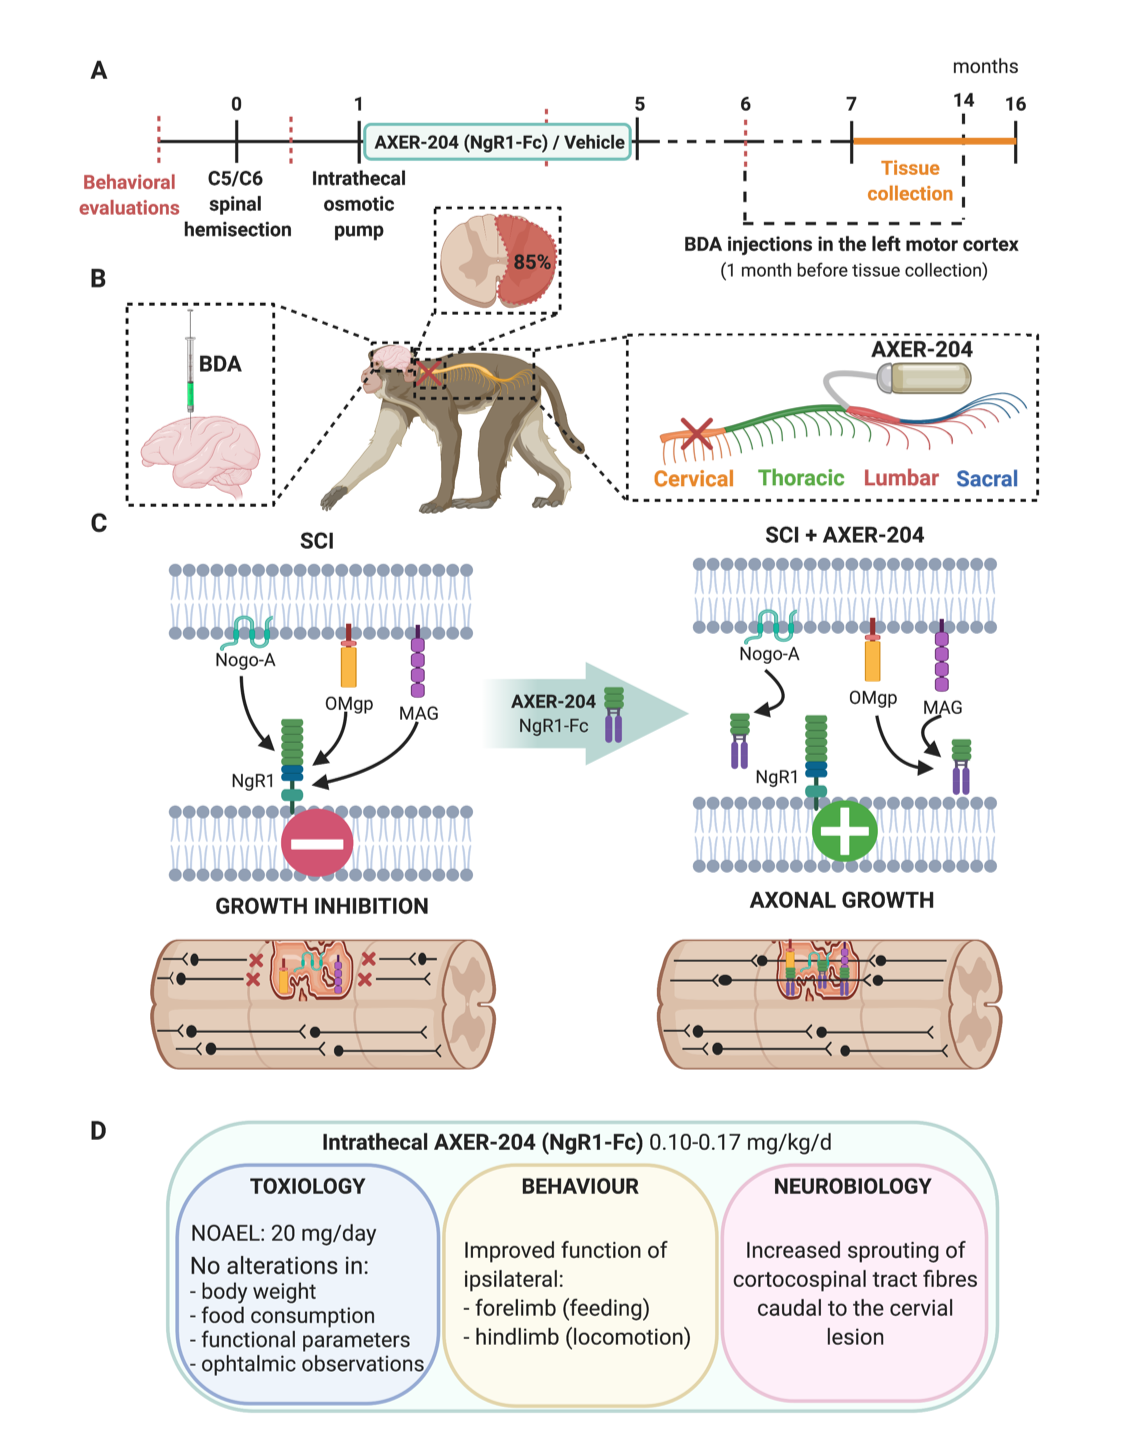 A
months
0
1
5
6
7
14
16
AXER-204 (NgR1-Fc) / Vehicle
Behavioral
evaluations
C5/C6
spinal
hemisection
Intrathecal
osmotic
pump
Tissue
collection
BDA injections in the left motor cortex
(1 month before tissue collection)
85%
B
BDA
AXER-204
Cervical
Thoracic
Lumbar
Sacral
C
SCI
Nogo-A
OMgp
MAG
NgR1
GROWTH INHIBITION
AXER-204
NgR1-Fc
SCI + AXER-204
Nogo-A
OMgp
MAG
NgR1
AXONAL GROWTH
D
Intrathecal AXER-204 (NgR1-Fc) 0.10-0.17 mg/kg/d
TOXIOLOGY
NOAEL: 20 mg/day
No alterations in:
- body weight
- food consumption
- functional parameters
- ophtalmic observations
BEHAVIOUR
Improved function of
ipsilateral:
- forelimb (feeding)
- hindlimb (locomotion)
NEUROBIOLOGY
Increased sprouting of
cortocospinal tract fibres
caudal to the cervial
lesion